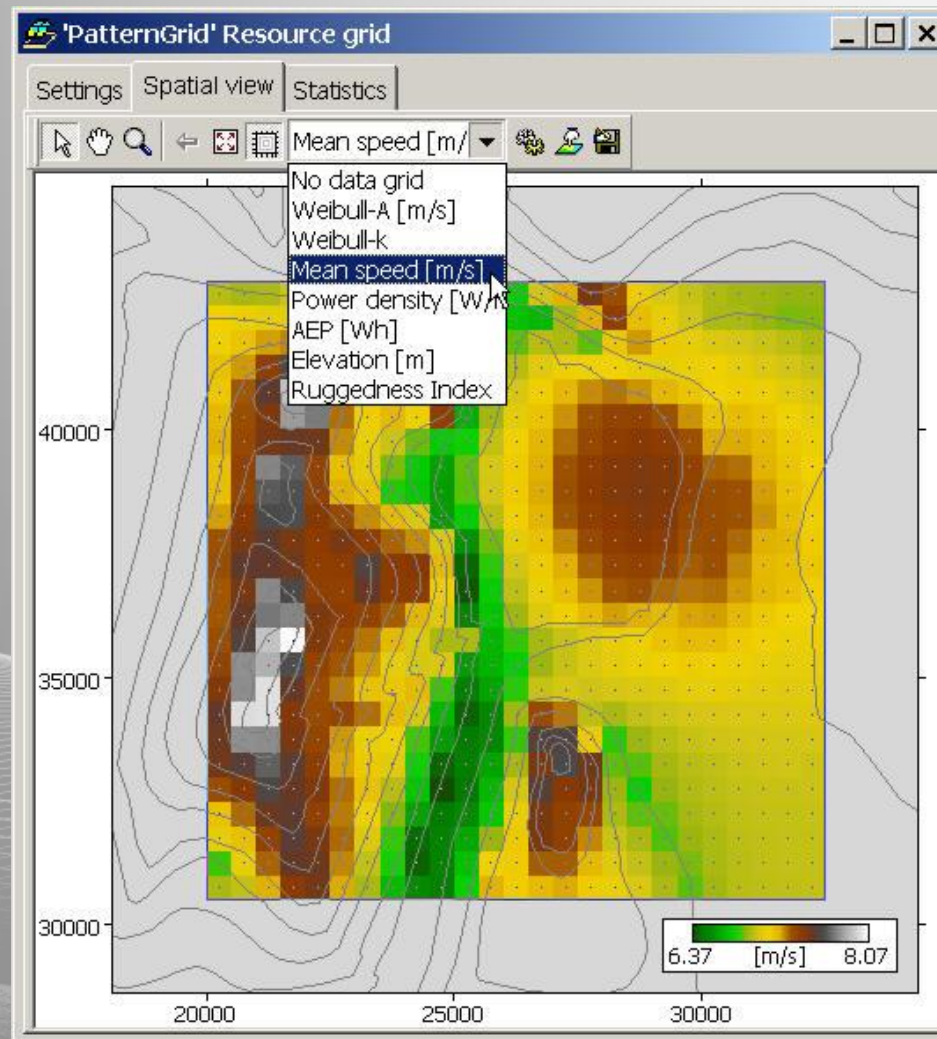 'PatternGrid' Resource grid
Settings Spatial view Statistics
Mean speed [m/
No data grid
Weibull-A [m/s]
Weibull-k
Mean speed [m/s]
Power density [W/
AEP [Wh]
Elevation [m]
Ruggedness Index
40000
35000
30000
6.37 [m/s] 8.07
20000 25000 30000